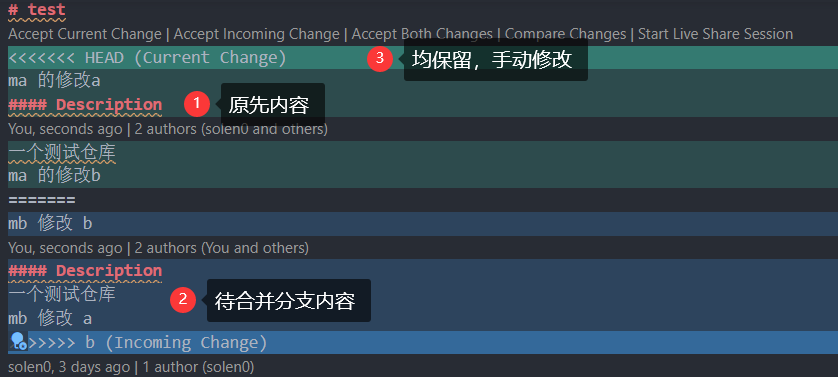 # test
Accept Current Change | Accept Incoming Change | Accept Both Changes | Compare Changes | Start Live Share Session
<<<<<<< HEAD (Current Change)
3 均保留，手动修改
ma 的修改a
#### Description
1 原先内容
You, seconds ago | 2 authors (solen0 and others)
一个测试仓库
ma 的修改b
=======
mb 修改 b
You, seconds ago | 2 authors (You and others)
#### Description
一个测试仓库
2 待合并分支内容
mb 修改 a
>>>>> b (Incoming Change)
solen0, 3 days ago | 1 author (solen0)